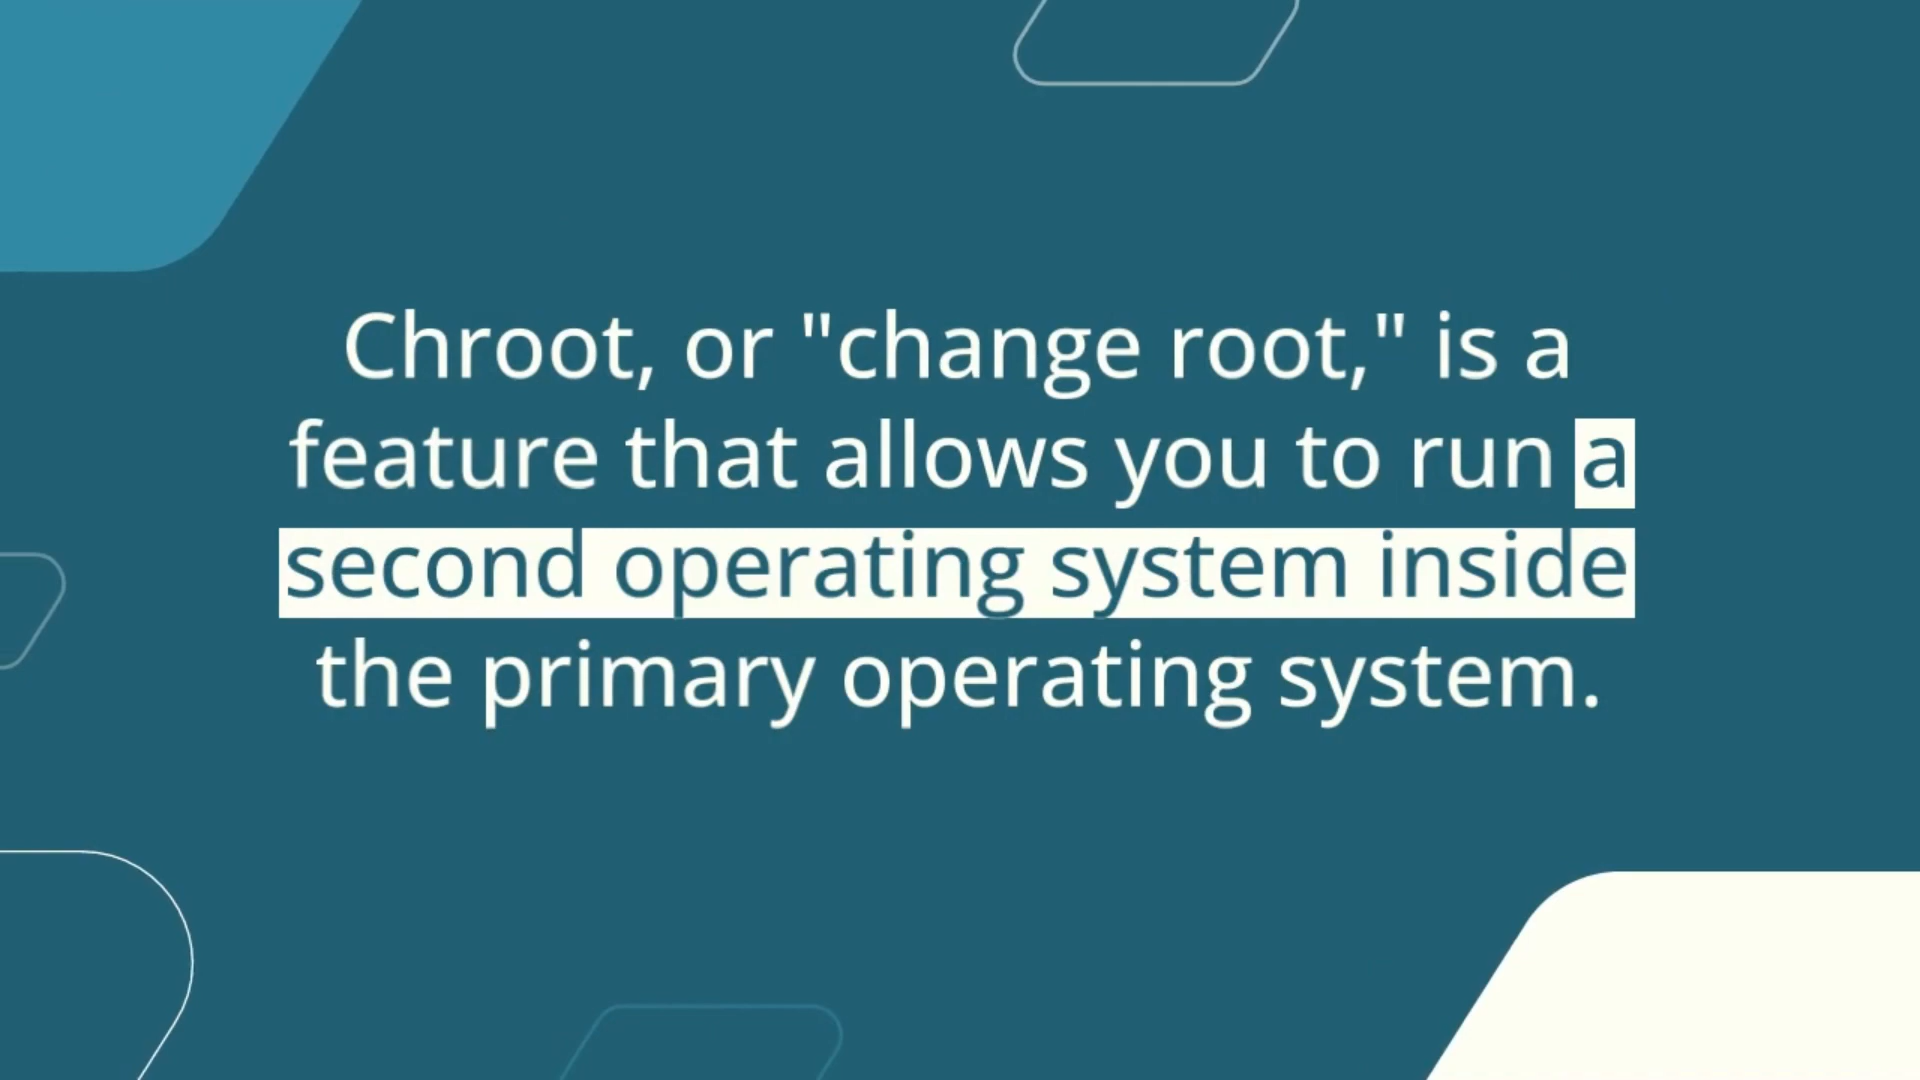 Chroot, or "change root," is a
feature that allows you to run a
second operating system inside
the primary operating system.